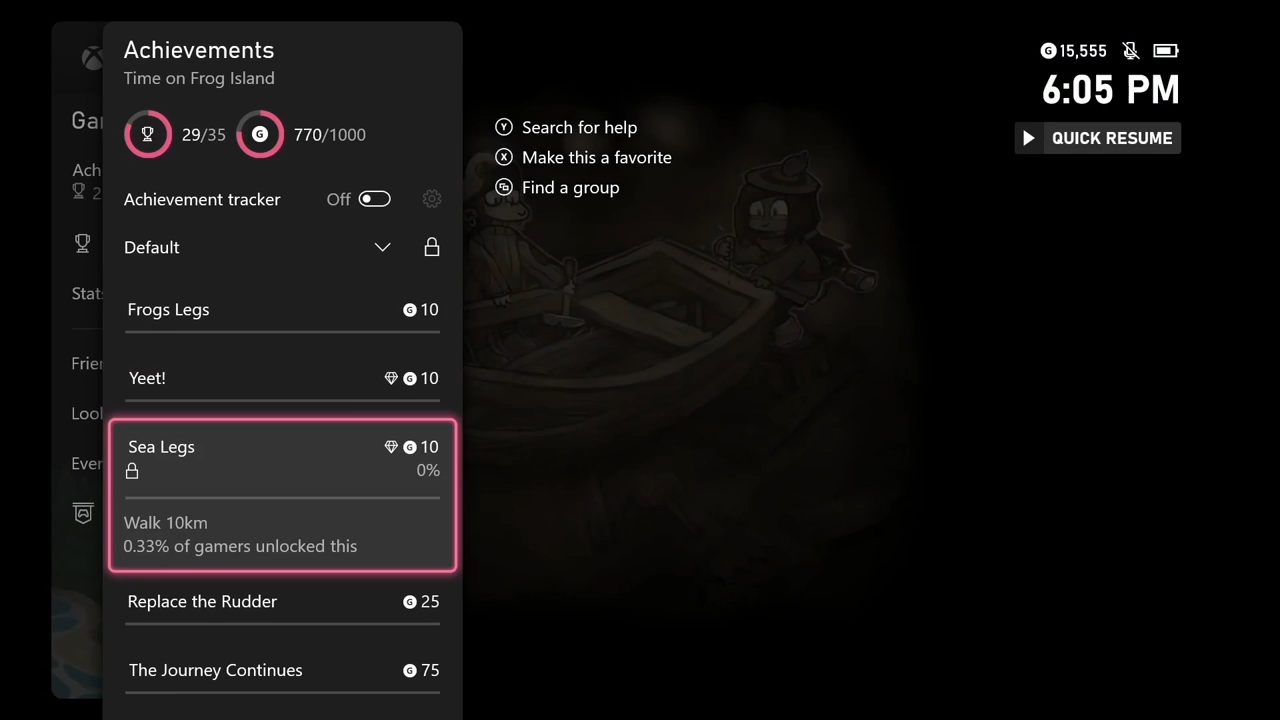 Achievements
Time on Frog Island
29/35
770/1000
Achievement tracker
Off
Default
Frogs Legs
G 10
Yeet!
G 10
Sea Legs
G 10
0%
Walk 10km
0.33% of gamers unlocked this
Replace the Rudder
G 25
The Journey Continues
G 75
Y Search for help
X Make this a favorite
Find a group
G 15,555
6:05 PM
QUICK RESUME